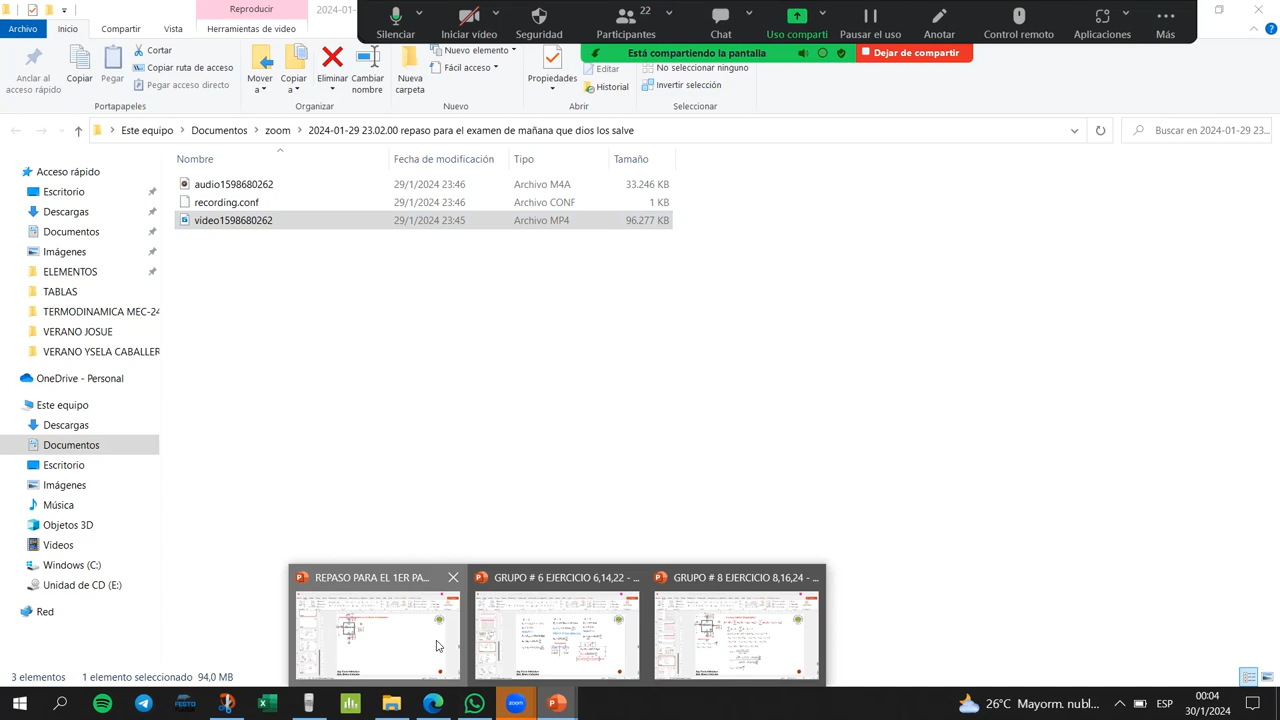 Reproducir
2024-01-
Archivo
Inicio
Compartir
Vista
Herramientas de video
Silenciar
Iniciar vídeo
Seguridad
22
Participantes
Chat
Uso comparti
Pausar el uso
Anotar
Control remoto
Aplicaciones
Más
Está compartiendo la pantalla
Dejar de compartir
Anclar al
acceso rápido
Copiar
Pegar
Cortar
Copiar ruta de acceso
Pegar acceso directo
Portapapeles
Mover
a
Copiar
a
Eliminar
Cambiar
nombre
Organizar
Nueva
carpeta
Nuevo elemento
Fácil acceso
Nuevo
Propiedades
Editar
Historial
Abrir
No seleccionar ninguno
Invertir selección
Seleccionar
Este equipo
Documentos
zoom
2024-01-29 23.02.00 repaso para el examen de mañana que dios los salve
Buscar en 2024-01-29 23...
Nombre
Fecha de modificación
Tipo
Tamaño
audio1598680262 29/1/2024 23:46 Archivo M4A 33.246 KB
recording.conf 29/1/2024 23:46 Archivo CONF 1 KB
video1598680262 29/1/2024 23:45 Archivo MP4 96.277 KB
Acceso rápido
Escritorio
Descargas
Documentos
Imágenes
ELEMENTOS
TABLAS
TERMODINAMICA MEC-24
VERANO JOSUE
VERANO YSELA CABALLER
OneDrive - Personal
Este equipo
Descargas
Documentos
Escritorio
Imágenes
Música
Objetos 3D
Videos
Windows (C:)
Unidad de CD (E:)
Red
REPASO PARA EL 1ER PA...
GRUPO # 6 EJERCICIO 6,14,22 - ...
GRUPO # 8 EJERCICIO 8,16,24 - ...
3 elementos
1 elemento seleccionado 94,0 MB
FESTO
zoom
26°C Mayorm. nubl...
ESP
00:04
30/1/2024